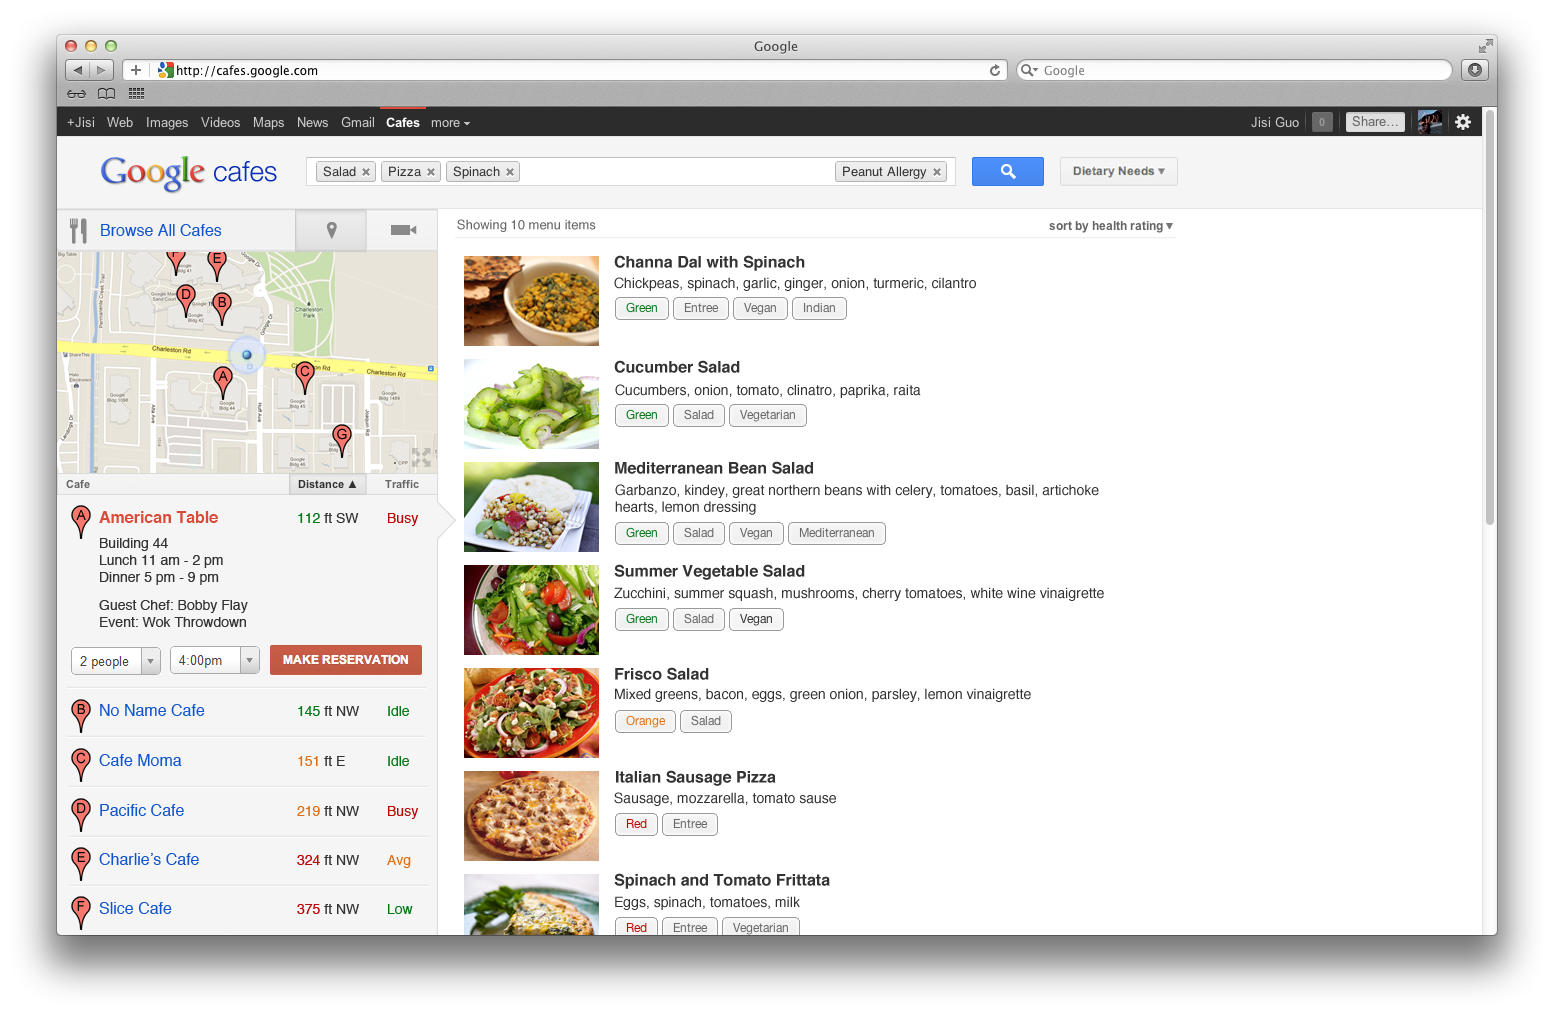 Google
http://cafes.google.com
Google
+Jisi Web Images Videos Maps News Gmail Cafes more
Jisi Guo 0 Share...
Google cafes
Salad Pizza Spinach Peanut Allergy
Dietary Needs
Browse All Cafes
Showing 10 menu items
sort by health rating
Charleston Park
Charleston Rd
Charleston Rd
Charleston Rd
F
E
D
B
A
C
G
Cafe Distance Traffic
A American Table 112 ft SW Busy
Building 44
Lunch 11 am - 2 pm
Dinner 5 pm - 9 pm
Guest Chef: Bobby Flay
Event: Wok Throwdown
2 people 4:00pm MAKE RESERVATION
B No Name Cafe 145 ft NW Idle
C Cafe Moma 151 ft E Idle
D Pacific Cafe 219 ft NW Busy
E Charlie's Cafe 324 ft NW Avg
F Slice Cafe 375 ft NW Low
Channa Dal with Spinach
Chickpeas, spinach, garlic, ginger, onion, turmeric, cilantro
Green Entree Vegan Indian
Cucumber Salad
Cucumbers, onion, tomato, clinatro, paprika, raita
Green Salad Vegetarian
Mediterranean Bean Salad
Garbanzo, kindey, great northern beans with celery, tomatoes, basil, artichoke
hearts, lemon dressing
Green Salad Vegan Mediterranean
Summer Vegetable Salad
Zucchini, summer squash, mushrooms, cherry tomatoes, white wine vinaigrette
Green Salad Vegan
Frisco Salad
Mixed greens, bacon, eggs, green onion, parsley, lemon vinaigrette
Orange Salad
Italian Sausage Pizza
Sausage, mozzarella, tomato sause
Red Entree
Spinach and Tomato Frittata
Eggs, spinach, tomatoes, milk
Red Entree Vegetarian